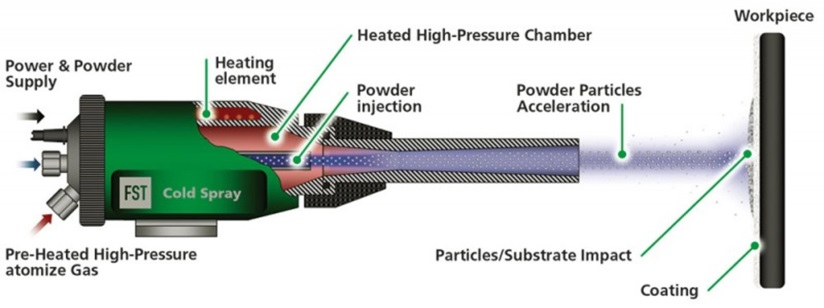 Workpiece
Heated High-Pressure Chamber
Heating
element
Power & Powder
Supply
Powder
injection
Powder Particles
Acceleration
FST Cold Spray
Pre-Heated High-Pressure
atomize Gas
Particles/Substrate Impact
Coating